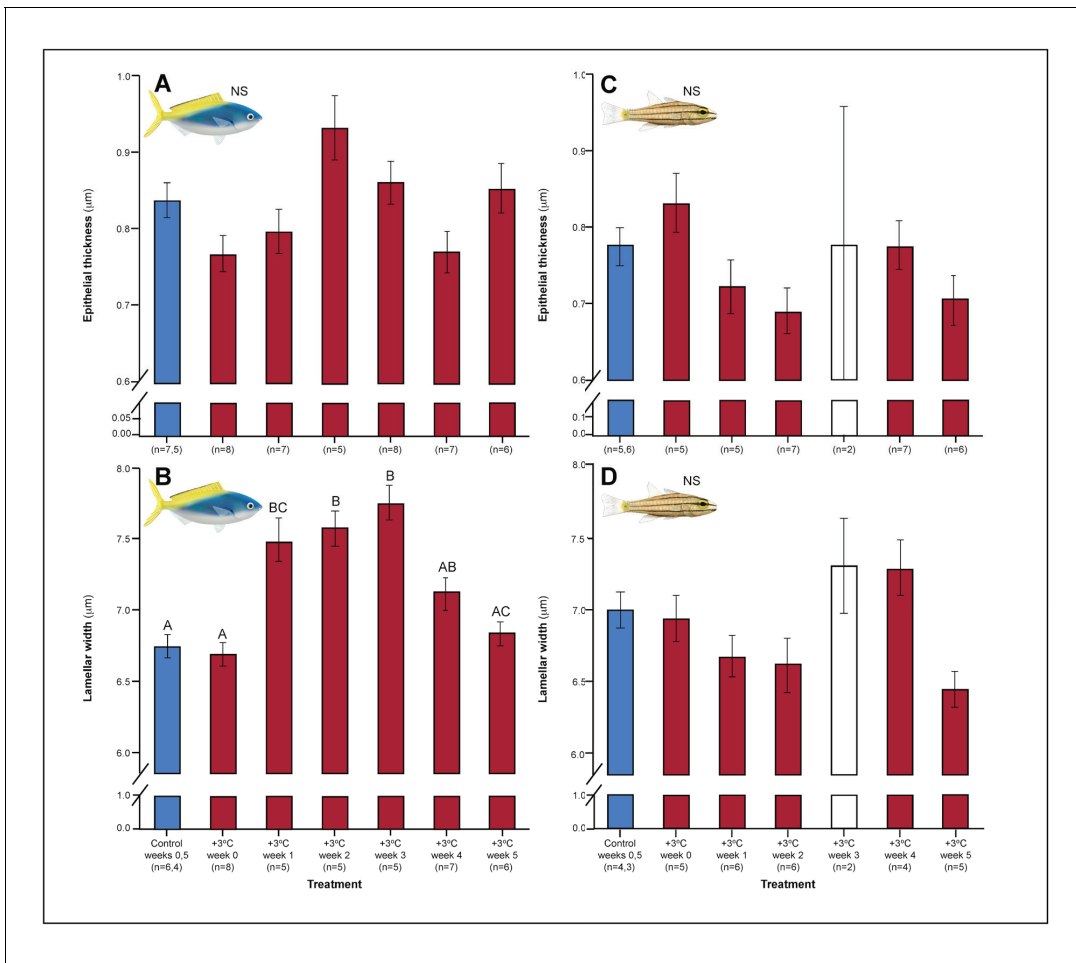 A
NS
1.0
0.9
0.8
0.7
0.6
0.05
0.00
Epithelial thickness (μm)
(n=7,5)
(n=8)
(n=7)
(n=5)
(n=8)
(n=7)
(n=6)
C
NS
1.0
0.9
0.8
0.7
0.6
0.1
0.0
Epithelial thickness (μm)
(n=5,6)
(n=5)
(n=5)
(n=7)
(n=2)
(n=7)
(n=6)
B
8.0
7.5
7.0
6.5
6.0
1.0
0.0
Lamellar width (μm)
A
A
BC
B
B
AB
AC
Control
weeks 0,5
(n=6,4)
+3°C
week 0
(n=8)
+3°C
week 1
(n=5)
+3°C
week 2
(n=5)
+3°C
week 3
(n=5)
+3°C
week 4
(n=7)
+3°C
week 5
(n=6)
Treatment
D
NS
8.0
7.5
7.0
6.5
6.0
1.0
0.0
Lamellar width (μm)
Control
weeks 0,5
(n=4,3)
+3°C
week 0
(n=5)
+3°C
week 1
(n=6)
+3°C
week 2
(n=6)
+3°C
week 3
(n=2)
+3°C
week 4
(n=4)
+3°C
week 5
(n=5)
Treatment